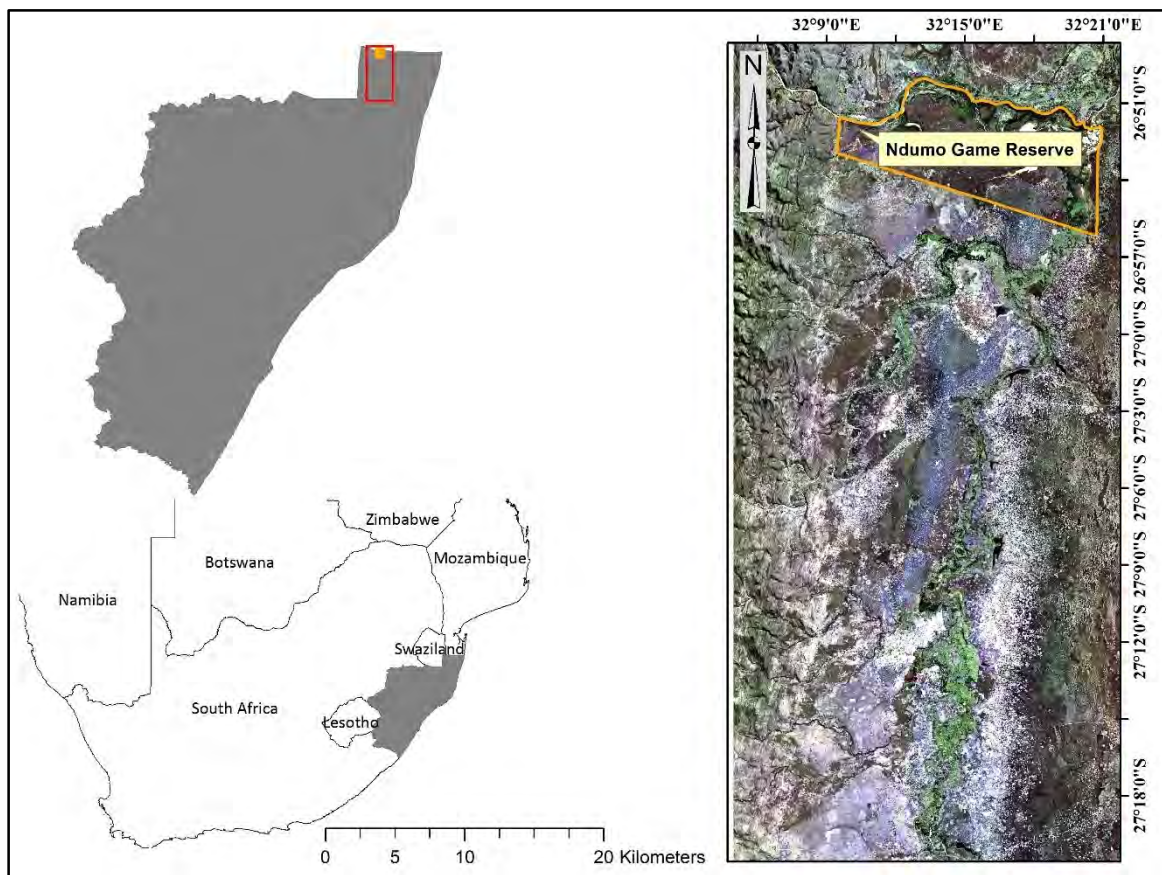 32°9'0"E
32°15'0"E
32°21'0"E
N
Ndumo Game Reserve
26°51'0"S
26°57'0"S
27°0'0"S
27°3'0"S
27°6'0"S
27°9'0"S
27°12'0"S
27°18'0"S
Zimbabwe
Mozambique
Botswana
Namibia
Swaziland
South Africa
Lesotho
0 5 10 20 Kilometers